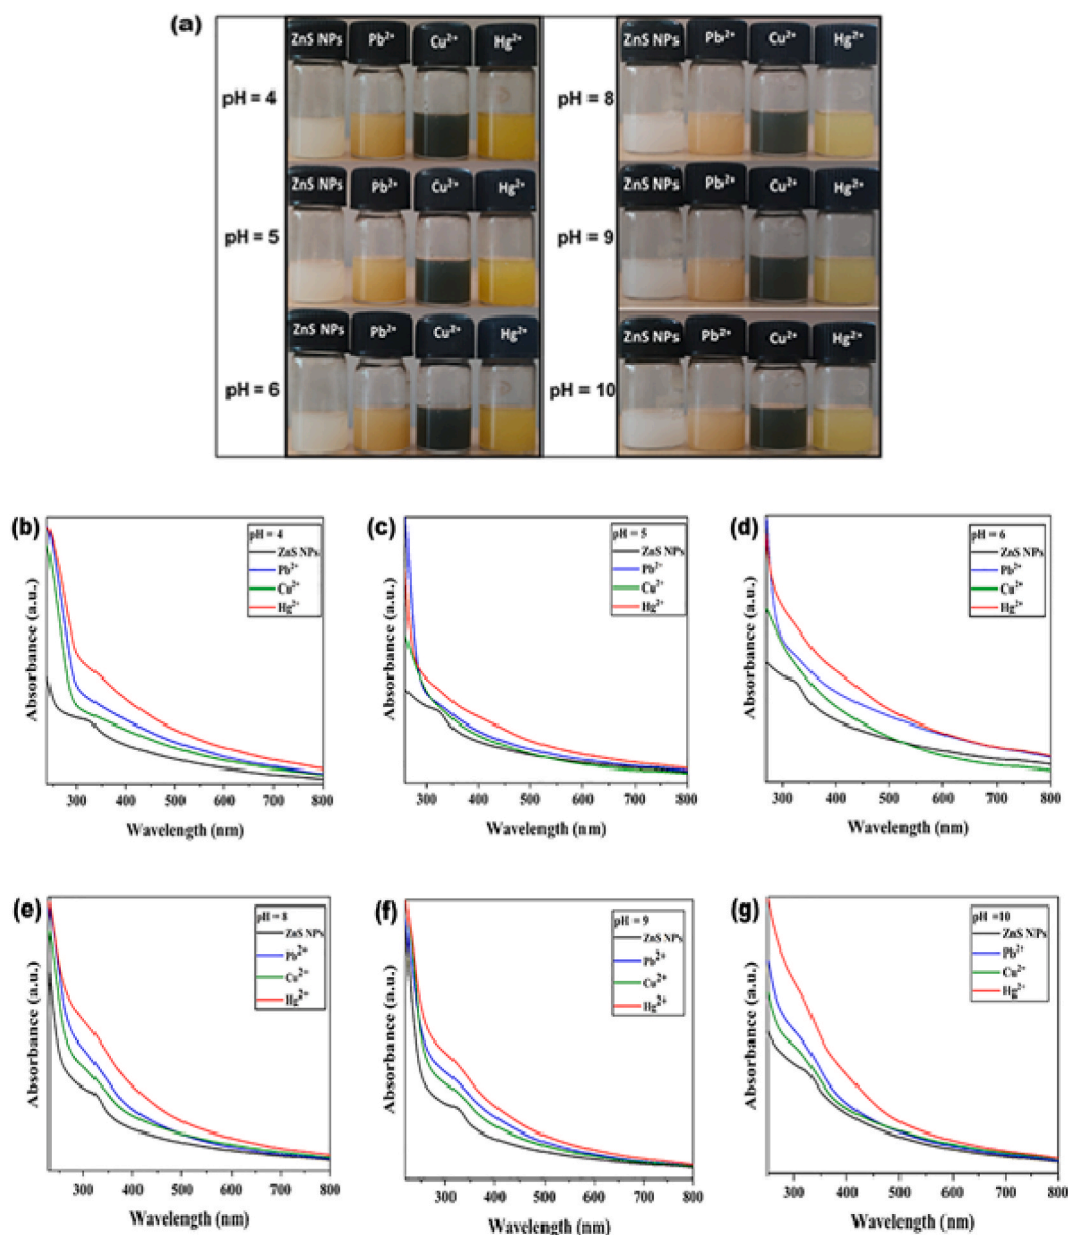 (a)
ZnS NPs Pb²⁺ Cu²⁺ Hg²⁺
pH = 4
ZnS NPs Pb²⁺ Cu²⁺ Hg²⁺
pH = 5
ZnS NPs Pb²⁺ Cu²⁺ Hg²⁺
pH = 6
ZnS NPs Pb²⁺ Cu²⁺ Hg²⁺
pH = 8
ZnS NPs Pb²⁺ Cu²⁺ Hg²⁺
pH = 9
ZnS NPs Pb²⁺ Cu²⁺ Hg²⁺
pH = 10
(b)
pH = 4
ZnS NPs
Pb²⁺
Cu²⁺
Hg²⁺
Absorbance (a.u.)
300 400 500 600 700 800
Wavelength (nm)
(c)
pH = 5
ZnS NPs
Pb²⁺
Cu²⁺
Hg²⁺
Absorbance (a.u.)
300 400 500 600 700 800
Wavelength (nm)
(d)
pH = 6
ZnS NPs
Pb²⁺
Cu²⁺
Hg²⁺
Absorbance (a.u.)
300 400 500 600 700 800
Wavelength (nm)
(e)
pH = 8
ZnS NPs
Pb²⁺
Cu²⁺
Hg²⁺
Absorbance (a.u.)
300 400 500 600 700 800
Wavelength (nm)
(f)
pH = 9
ZnS NPs
Pb²⁺
Cu²⁺
Hg²⁺
Absorbance (a.u.)
300 400 500 600 700 800
Wavelength (nm)
(g)
pH =10
ZnS NPs
Pb²⁺
Cu²⁺
Hg²⁺
Absorbance (a.u.)
300 400 500 600 700 800
Wavelength (nm)